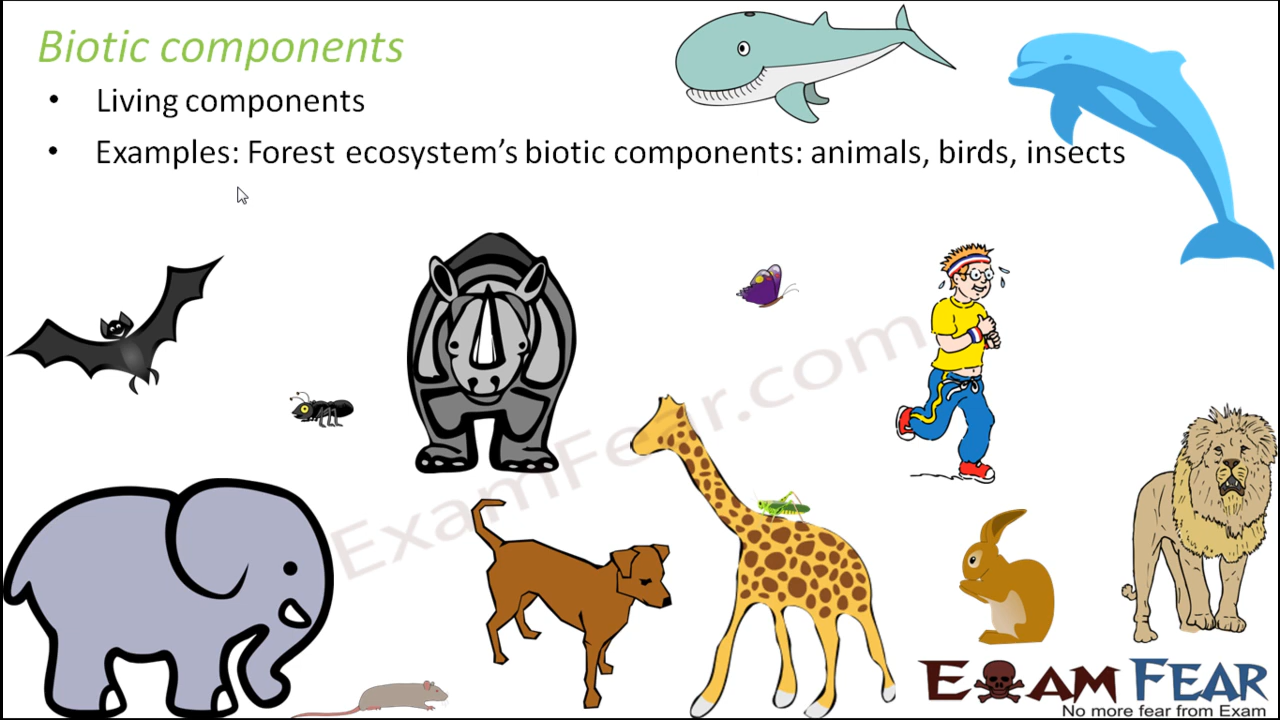 Biotic components
• Living components
• Examples: Forest ecosystem’s biotic components: animals, birds, insects
ExamFear.com
EXAM FEAR
No more fear from Exam